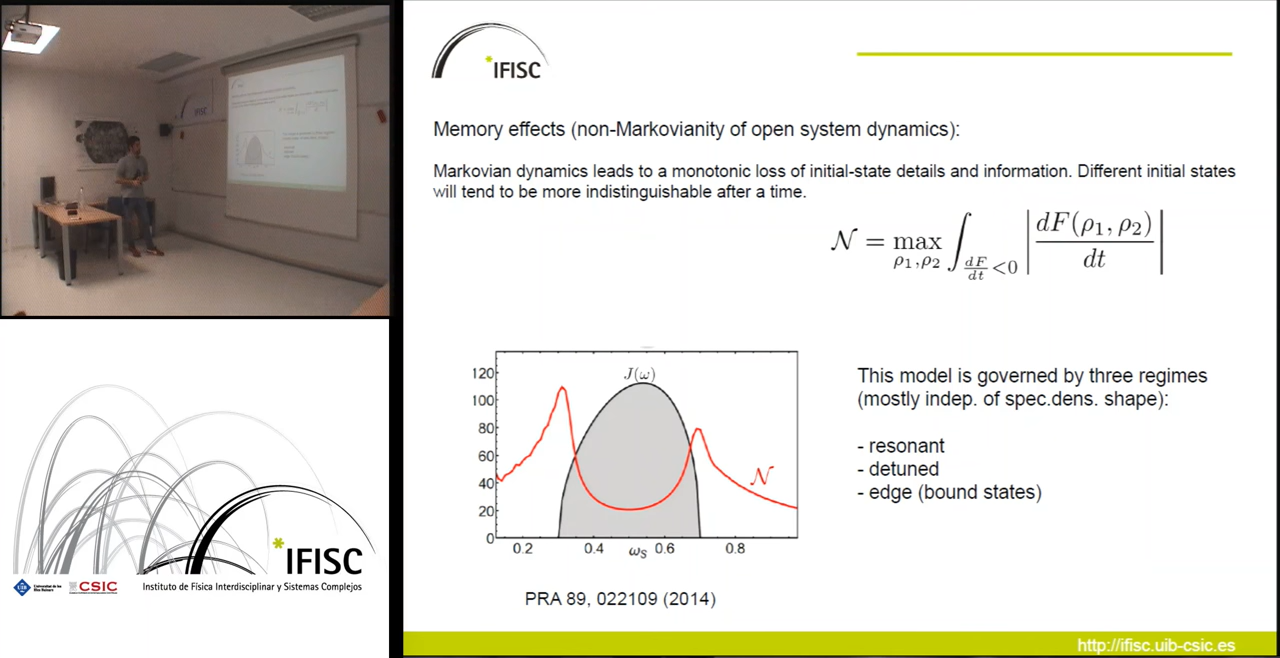 *IFISC
Memory effects (non-Markovianity of open system dynamics):
Markovian dynamics leads to a monotonic loss of initial-state details and information. Different initial states
will tend to be more indistinguishable after a time.
𝒩 = max_{ρ₁,ρ₂} ∫_{dF/dt <0} | dF(ρ₁, ρ₂) / dt |
120
100
80
60
40
20
0
J(ω)
𝒩
0.2 0.4 ωS 0.6 0.8
This model is governed by three regimes
(mostly indep. of spec.dens. shape):
- resonant
- detuned
- edge (bound states)
PRA 89, 022109 (2014)
http://ifisc.uib-csic.es
*IFISC
UIB
CSIC
Instituto de Física Interdisciplinar y Sistemas Complejos